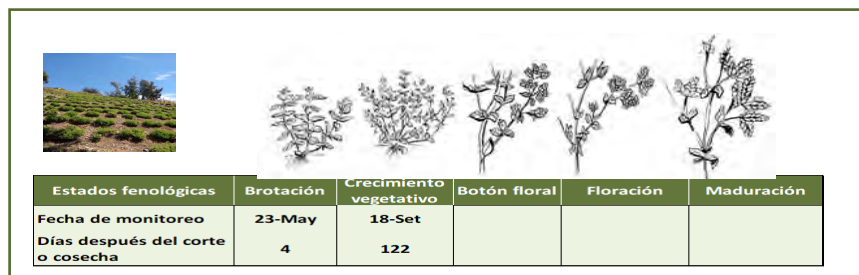 Estados fenológicas Brotación Crecimiento vegetativo Botón floral Floración Maduración
Fecha de monitoreo 23-May 18-Set
Días después del corte o cosecha 4 122